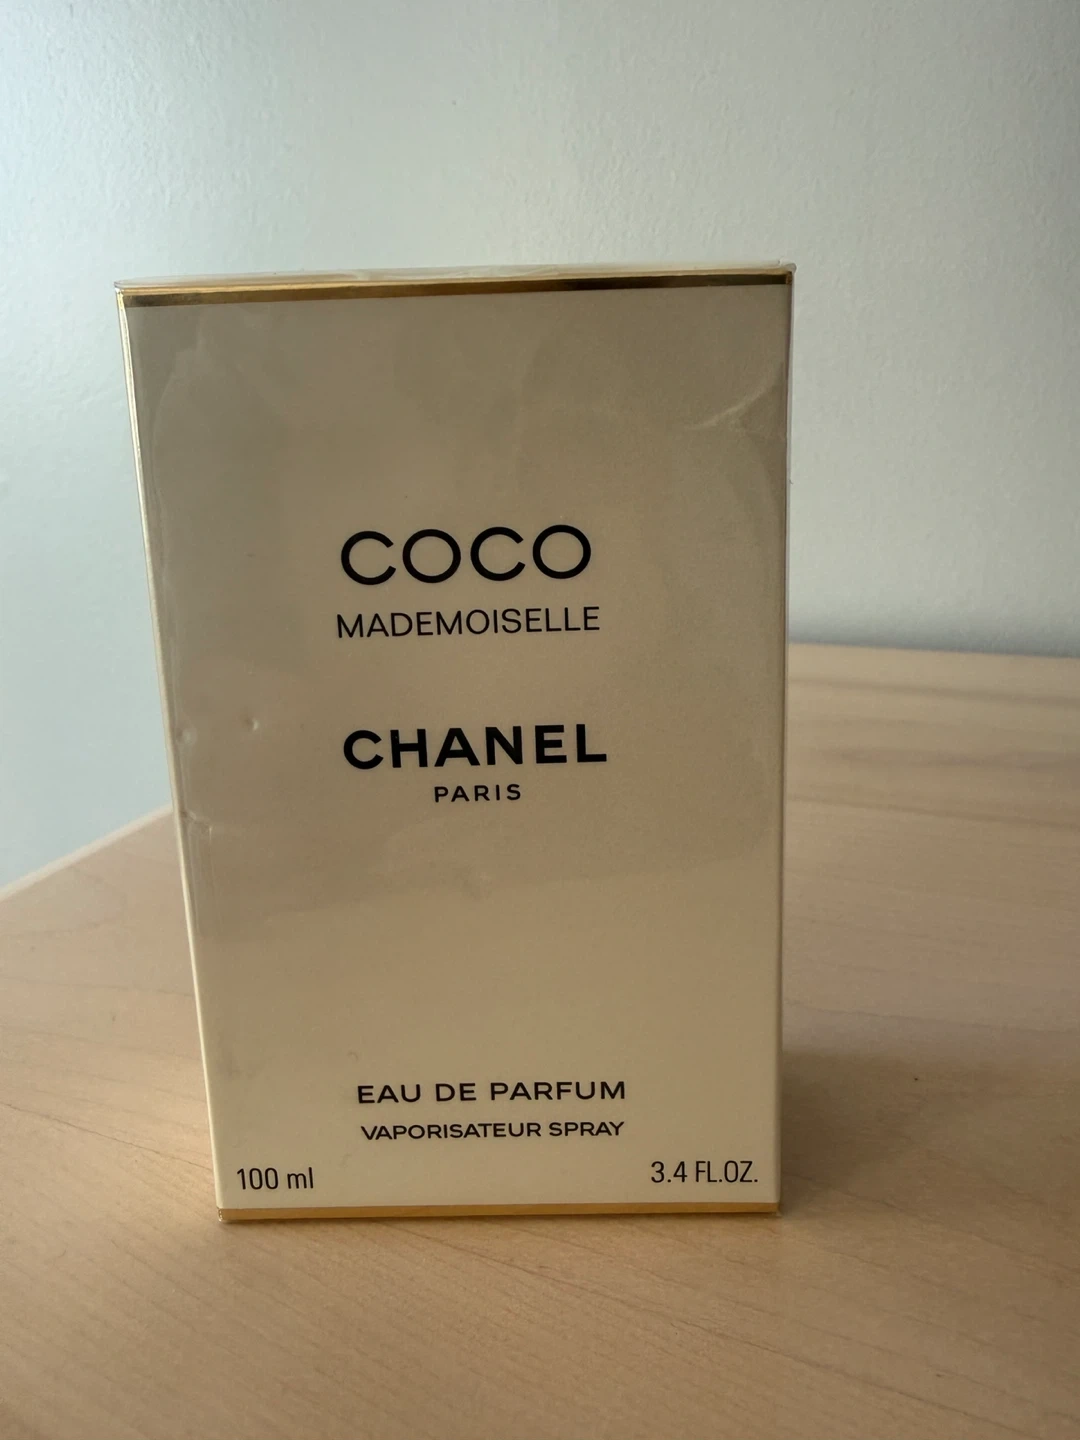 COCO
MADEMOISELLE
CHANEL
PARIS
EAU DE PARFUM
VAPORISATEUR SPRAY
100 ml 3.4 FL.OZ.